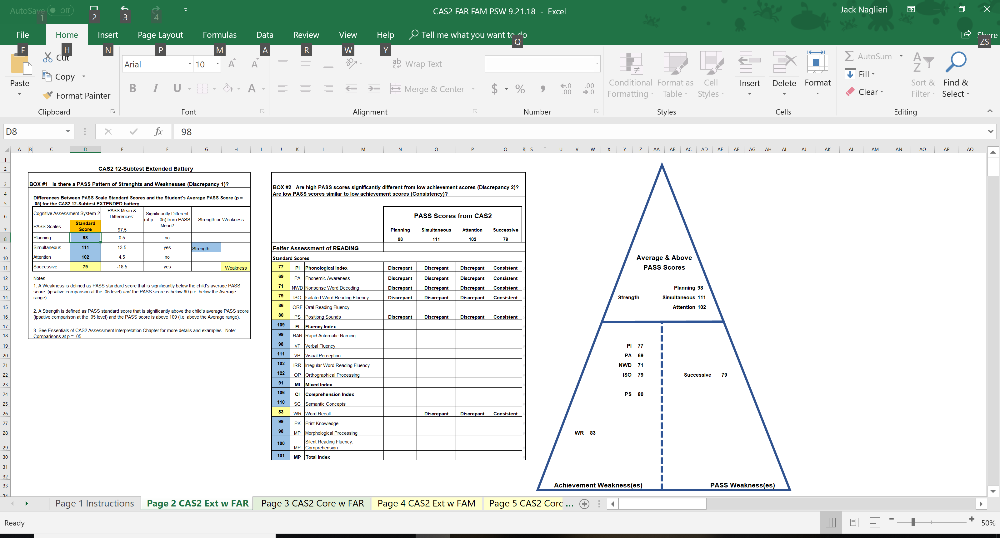 AutoSave Off
1 2 3 4
CAS2 FAR FAM PSW 9.21.18 - Excel
Jack Naglieri
File Home Insert Page Layout Formulas Data Review View Help Tell me what you want to do
Share
F H N P M A R W Y Q ZS
Paste
Cut
Copy
Format Painter
Clipboard
Arial 10
B I U
Font
Wrap Text
Merge & Center
Alignment
$ % ,
Number
Conditional Formatting
Format as Table
Cell Styles
Styles
Insert Delete Format
Cells
AutoSum
Fill
Clear
Sort & Filter
Find & Select
Editing
D8 fx 98
A B C D E F G H I J K L M N O P Q R S T U V W X Y Z AA AB AC AD AE AF AG AH AI AJ AK AL AM AN AO AP AQ
1 2 3 4 5 6 7 8 9 10 11 12 13 14 15 16 17 18 19 20 21 22 23 24 25 26 27 28 29 30 31 32 33 34
CAS2 12-Subtest Extended Battery
BOX #1 Is there a PASS Pattern of Strenghts and Weaknesses (Discrepancy 1)?
Differences Between PASS Scale Standard Scores and the Student's Average PASS Score (p =
.05) for the CAS2 12-Subtest EXTENDED battery.
Cognitive Assessment System-2
PASS Mean & Differences:
Significantly Different (at p = .05) from PASS Mean?
Strength or Weakness
PASS Scales Standard Score 97.5
Planning 98 0.5 no
Simultaneous 111 13.5 yes Strength
Attention 102 4.5 no
Successive 79 -18.5 yes Weakness
Notes
1. A Weakness is defined as PASS standard score that is significantly below the child's average PASS
score (ipsative comparison at the .05 level) and the PASS score is below 90 (i.e. below the Average
range).
2. A Strength is defined as PASS standard score that is significantly above the child's average PASS score
(ipsative comparison at the .05 level) and the PASS score is above 109 (i.e. above the Average range).
3. See Essentials of CAS2 Assessment Interpretation Chapter for more details and examples. Note:
Comparisons at p = .05
BOX #2 Are high PASS scores significantly different from low achievement scores (Discrepancy 2)?
Are low PASS scores similar to low achievement scores (Consistency)?
PASS Scores from CAS2
Planning Simultaneous Attention Successive
98 111 102 79
Feifer Assessment of READING
Standard Scores
77 PI Phonological Index Discrepant Discrepant Discrepant Consistent
69 PA Phonemic Awareness Discrepant Discrepant Discrepant Consistent
71 NWD Nonsense Word Decoding Discrepant Discrepant Discrepant Consistent
79 ISO Isolated Word Reading Fluency Discrepant Discrepant Discrepant Consistent
86 ORF Oral Reading Fluency
80 PS Positiong Sounds Discrepant Discrepant Discrepant Consistent
109 FI Fluency Index
99 RAN Rapid Automatic Naming
98 VF Verbal Fluency
111 VP Visual Perception
102 IRR Irregular Word Reading Fluency
122 OP Orthographical Processing
91 MI Mixed Index
106 CI Comprehension Index
110 SC Semantic Concepts
83 WR Word Recall Discrepant Discrepant Consistent
99 PK Print Knowledge
98 MP Morphological Processing
100 MP Silent Reading Fluency: Comprehension
101 MP Total Index
Average & Above
PASS Scores
Planning 98
Strength Simultaneous 111
Attention 102
PI 77
PA 69
NWD 71
ISO 79 Successive 79
PS 80
WR 83
Achievement Weakness(es) PASS Weakness(es)
Page 1 Instructions Page 2 CAS2 Ext w FAR Page 3 CAS2 Core w FAR Page 4 CAS2 Ext w FAM Page 5 CAS2 Core ...
Ready 50%